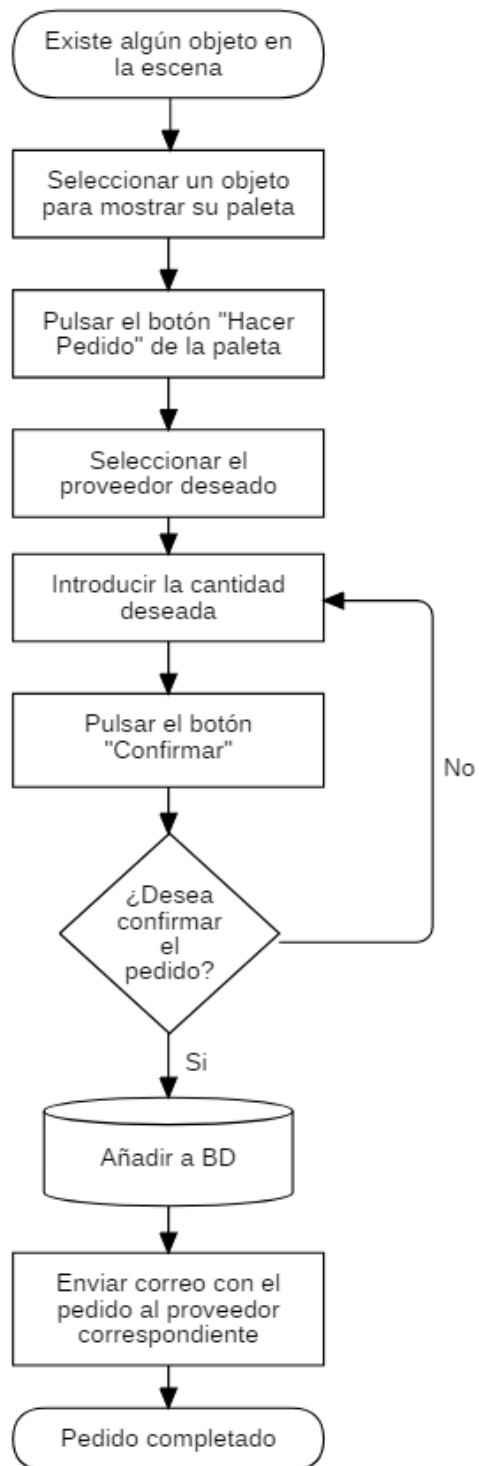 Existe algún objeto en
la escena
Seleccionar un objeto
para mostrar su paleta
Pulsar el botón "Hacer
Pedido" de la paleta
Seleccionar el
proveedor deseado
Introducir la cantidad
deseada
Pulsar el botón
"Confirmar"
No
¿Desea
confirmar
el
pedido?
Si
Añadir a BD
Enviar correo con el
pedido al proveedor
correspondiente
Pedido completado